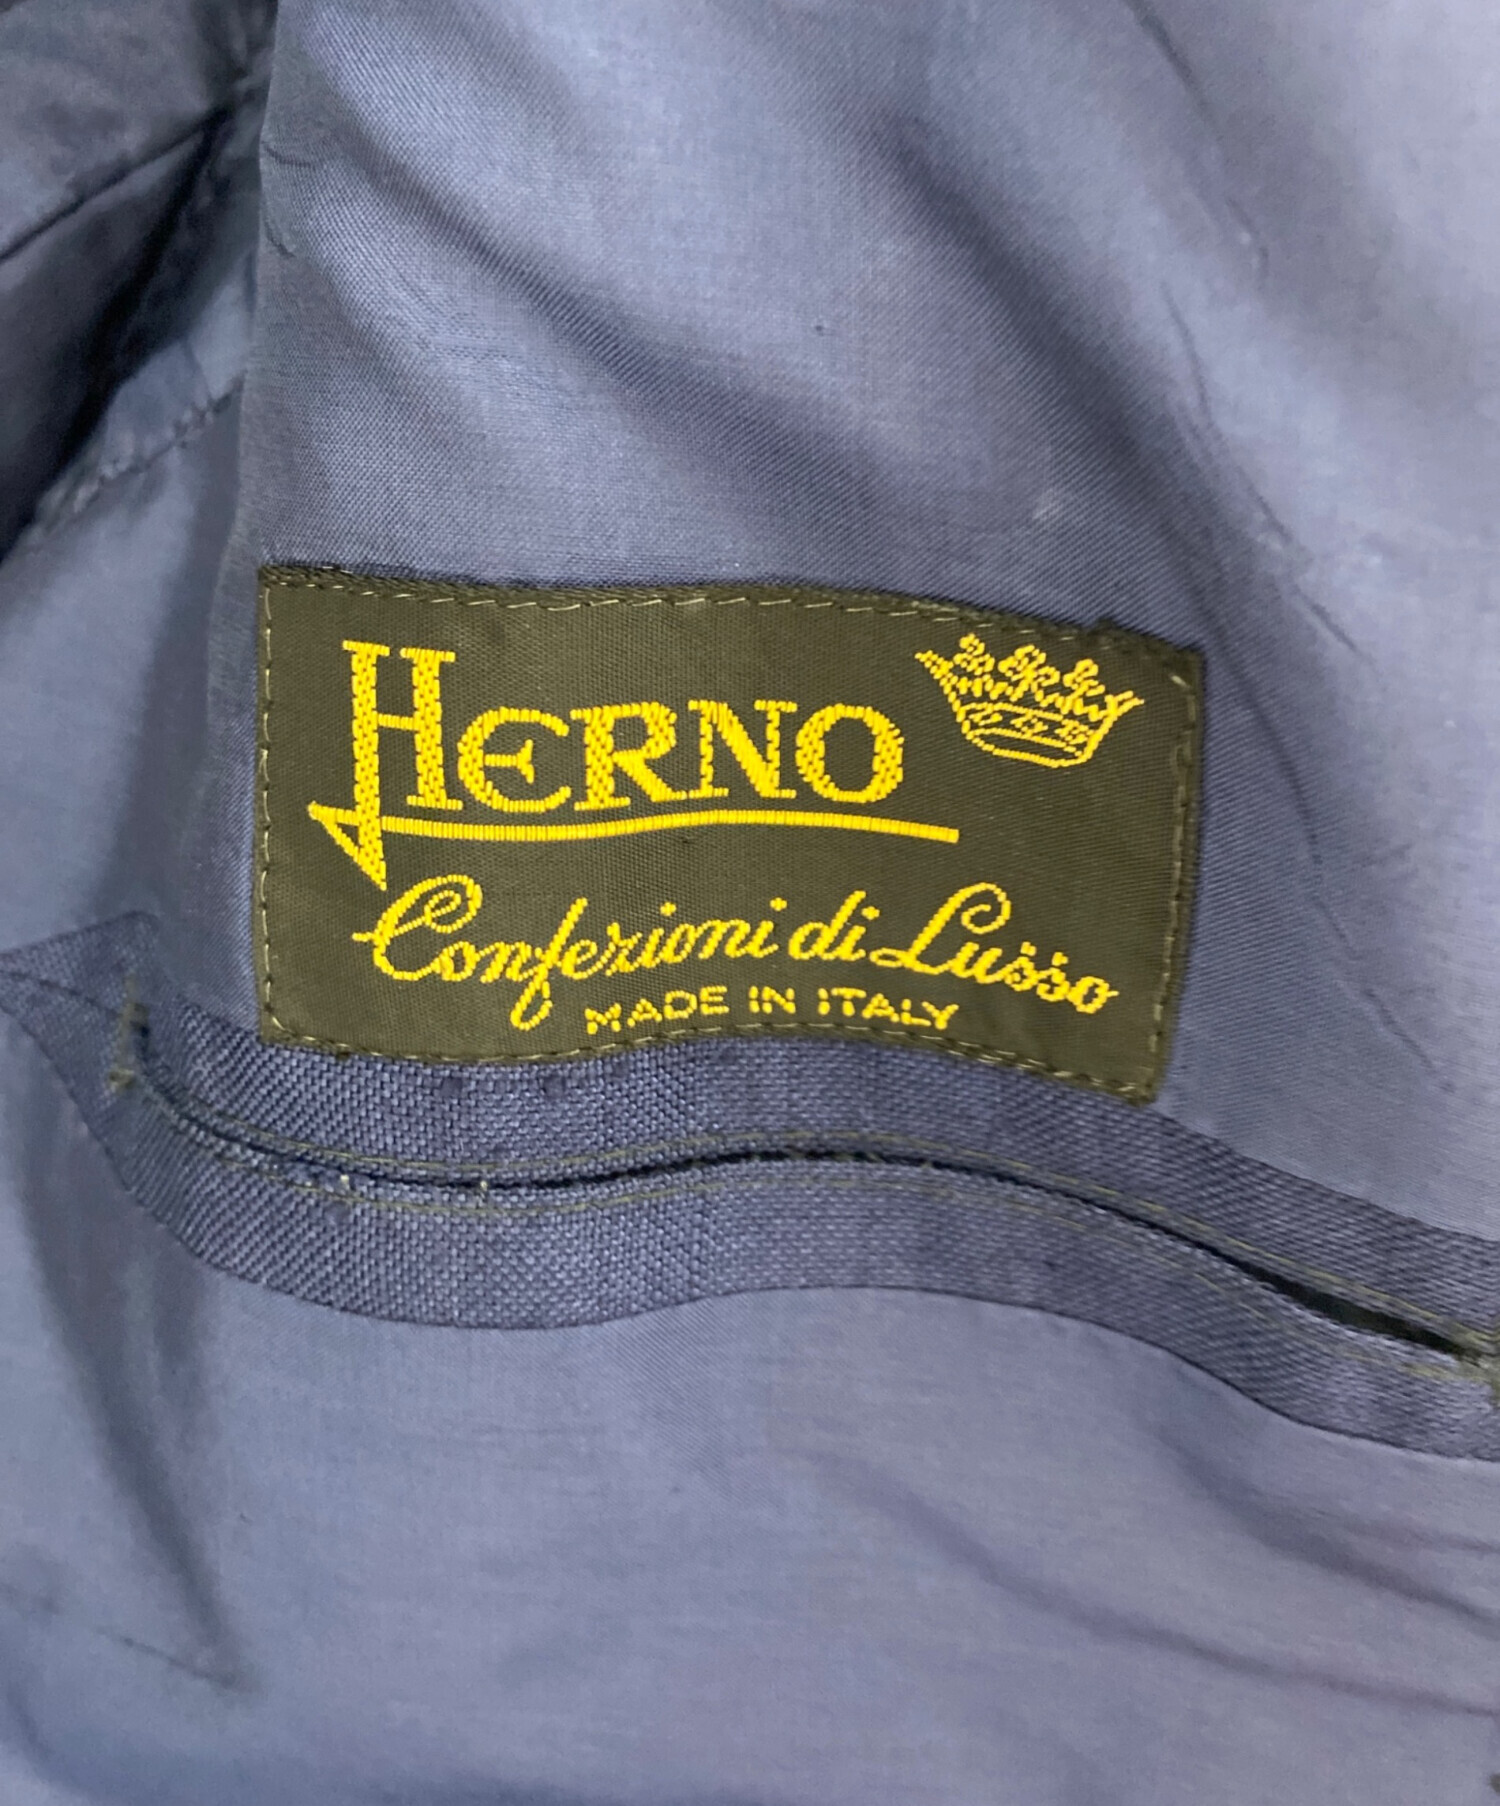 HERNO
Confezioni di Lusso
MADE IN ITALY